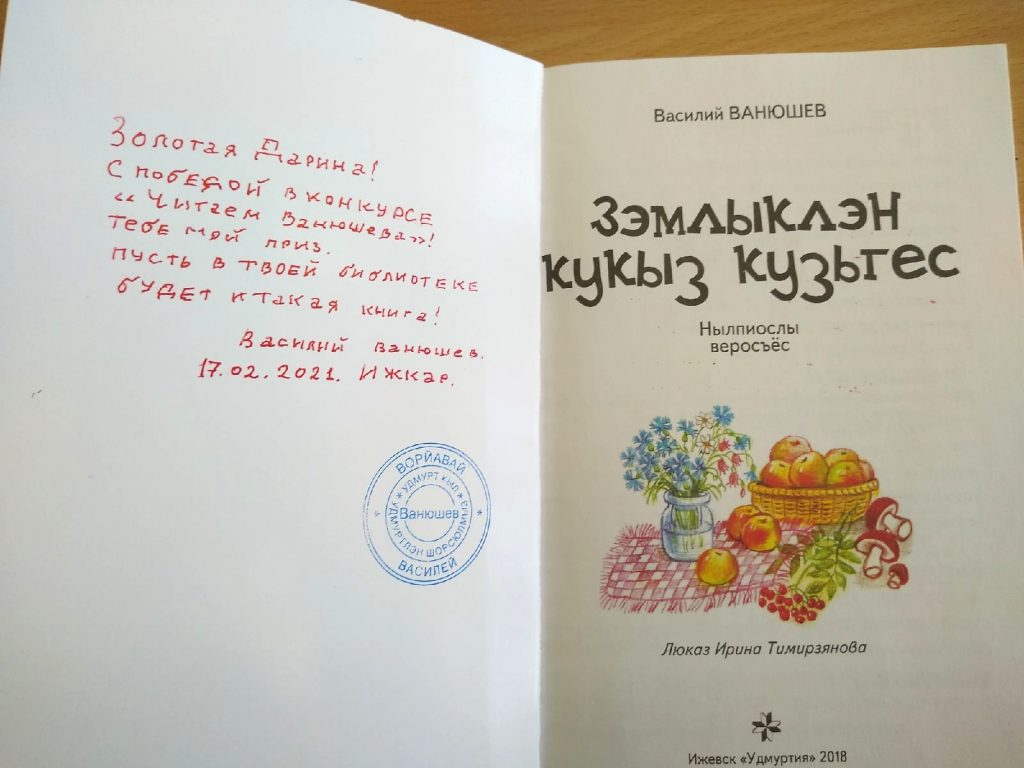 Золотая Дарина!
С победой в конкурсе
«Читаем Ванюшева»!
Тебе мой приз.
Пусть в твоей библиотеке
будет и такая книга!
Василий Ванюшев.
17.02.2021. Ижкар.
ВОРЙАВАЙ
ВАСИЛЕЙ
УДМУРТ КЫЛ
УДМУРТЛЭН ШОРСЮЛМЫЗ
Ванюшев
Василий ВАНЮШЕВ
Зэмлыклэн
кукыз кузьгес
Нылпиослы
веросъёс
Люказ Ирина Тимирзянова
Ижевск «Удмуртия» 2018